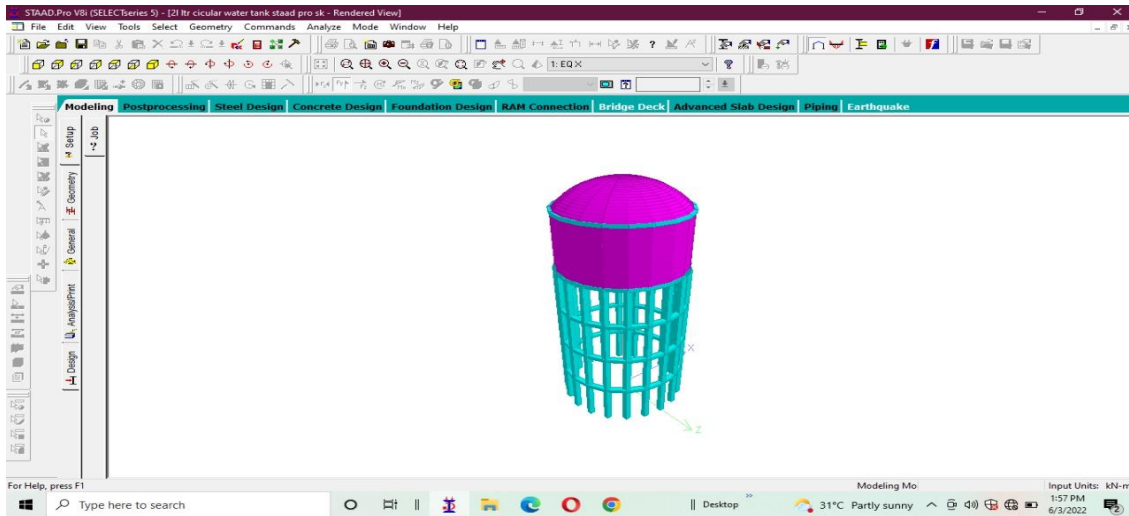 STAAD.Pro V8i (SELECTseries 5) - [2l ltr cicular water tank staad pro sk - Rendered View]
File Edit View Tools Select Geometry Commands Analyze Mode Window Help
1: EQX
Modeling Postprocessing Steel Design Concrete Design Foundation Design RAM Connection Bridge Deck Advanced Slab Design Piping Earthquake
Setup
Job
Geometry
General
Analysis/Print
Design
X
Z
For Help, press F1
Modeling Mo
Input Units: kN-m
Type here to search
Desktop
31°C Partly sunny
1:57 PM
6/3/2022